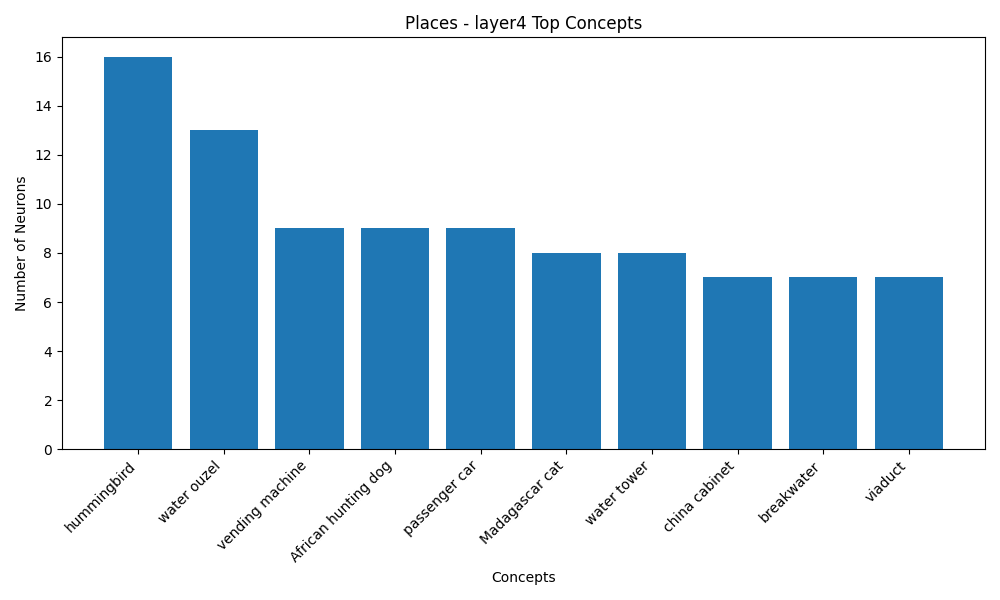 Places - layer4 Top Concepts
Number of Neurons
16
14
12
10
8
6
4
2
0
hummingbird
water ouzel
vending machine
African hunting dog
passenger car
Madagascar cat
water tower
china cabinet
breakwater
viaduct
Concepts